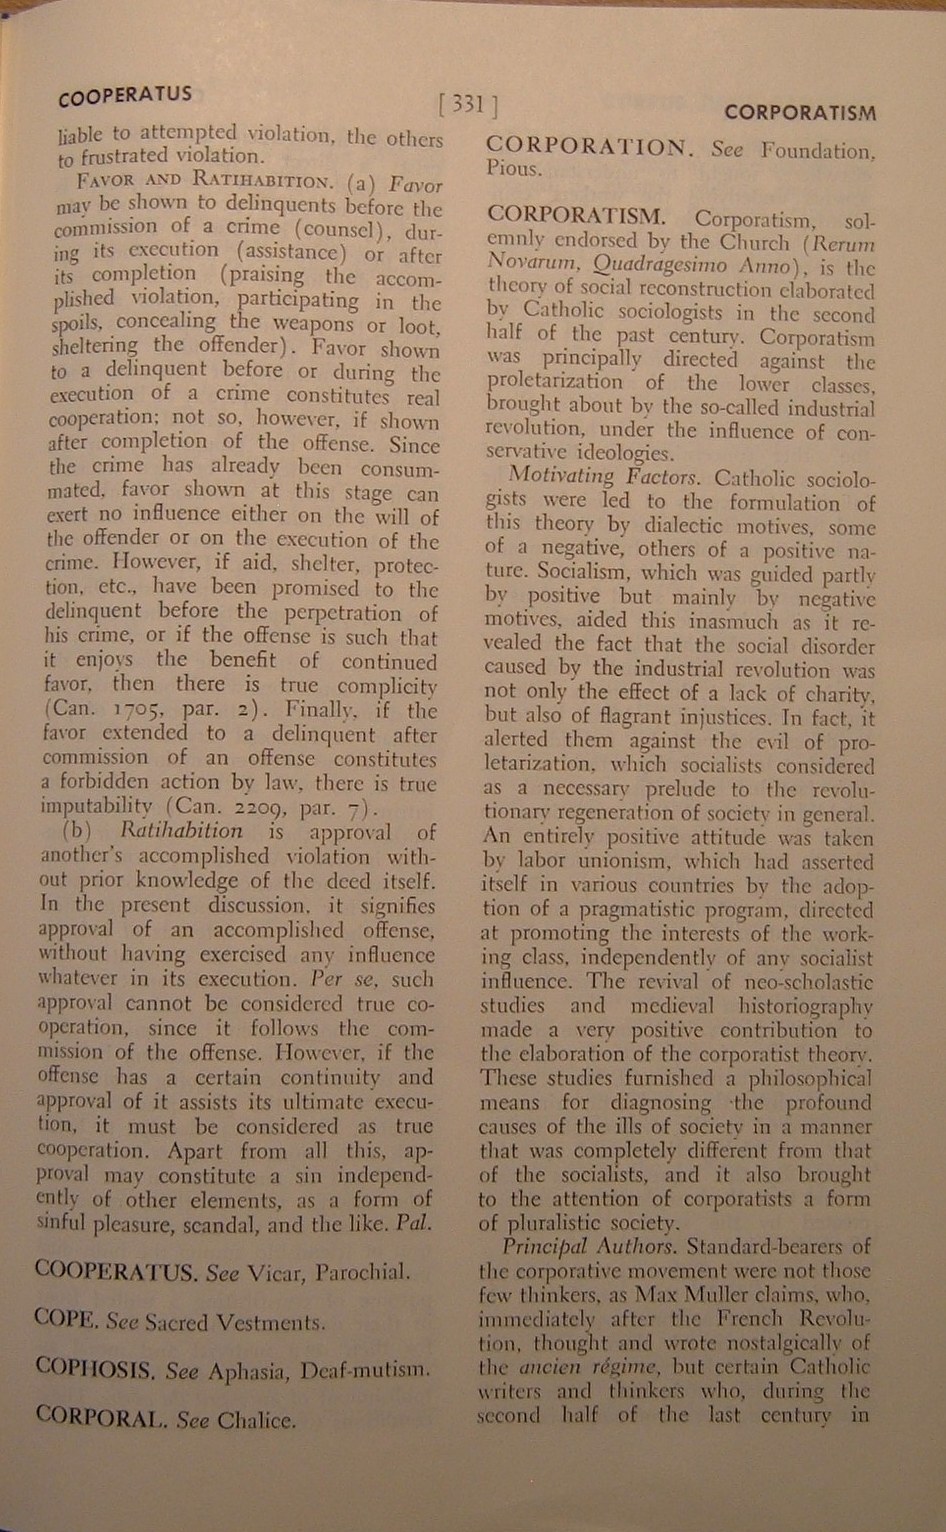 COOPERATUS
[ 331 ]
CORPORATISM
liable to attempted violation, the others
to frustrated violation.
FAVOR AND RATIHABITION. (a) Favor
may be shown to delinquents before the
commission of a crime (counsel), dur-
ing its execution (assistance) or after
its completion (praising the accom-
plished violation, participating in the
spoils, concealing the weapons or loot,
sheltering the offender). Favor shown
to a delinquent before or during the
execution of a crime constitutes real
cooperation; not so, however, if shown
after completion of the offense. Since
the crime has already been consum-
mated, favor shown at this stage can
exert no influence either on the will of
the offender or on the execution of the
crime. However, if aid, shelter, protec-
tion, etc., have been promised to the
delinquent before the perpetration of
his crime, or if the offense is such that
it enjoys the benefit of continued
favor, then there is true complicity
(Can. 1705, par. 2). Finally, if the
favor extended to a delinquent after
commission of an offense constitutes
a forbidden action by law, there is true
imputability (Can. 2209, par. 7).
(b) Ratihabition is approval of
another's accomplished violation with-
out prior knowledge of the deed itself.
In the present discussion, it signifies
approval of an accomplished offense,
without having exercised any influence
whatever in its execution. Per se, such
approval cannot be considered true co-
operation, since it follows the com-
mission of the offense. However, if the
offense has a certain continuity and
approval of it assists its ultimate execu-
tion, it must be considered as true
cooperation. Apart from all this, ap-
proval may constitute a sin independ-
ently of other elements, as a form of
sinful pleasure, scandal, and the like. Pal.
COOPERATUS. See Vicar, Parochial.
COPE. See Sacred Vestments.
COPHOSIS. See Aphasia, Deaf-mutism.
CORPORAL. See Chalice.
CORPORATION. See Foundation,
Pious.
CORPORATISM. Corporatism, sol-
emnly endorsed by the Church (Rerum
Novarum, Quadragesimo Anno), is the
theory of social reconstruction elaborated
by Catholic sociologists in the second
half of the past century. Corporatism
was principally directed against the
proletarization of the lower classes,
brought about by the so-called industrial
revolution, under the influence of con-
servative ideologies.
Motivating Factors. Catholic sociolo-
gists were led to the formulation of
this theory by dialectic motives, some
of a negative, others of a positive na-
ture. Socialism, which was guided partly
by positive but mainly by negative
motives, aided this inasmuch as it re-
vealed the fact that the social disorder
caused by the industrial revolution was
not only the effect of a lack of charity,
but also of flagrant injustices. In fact, it
alerted them against the evil of pro-
letarization, which socialists considered
as a necessary prelude to the revolu-
tionary regeneration of society in general.
An entirely positive attitude was taken
by labor unionism, which had asserted
itself in various countries by the adop-
tion of a pragmatistic program, directed
at promoting the interests of the work-
ing class, independently of any socialist
influence. The revival of neo-scholastic
studies and medieval historiography
made a very positive contribution to
the elaboration of the corporatist theory.
These studies furnished a philosophical
means for diagnosing the profound
causes of the ills of society in a manner
that was completely different from that
of the socialists, and it also brought
to the attention of corporatists a form
of pluralistic society.
Principal Authors. Standard-bearers of
the corporative movement were not those
few thinkers, as Max Muller claims, who,
immediately after the French Revolu-
tion, thought and wrote nostalgically of
the ancien régime, but certain Catholic
writers and thinkers who, during the
second half of the last century in